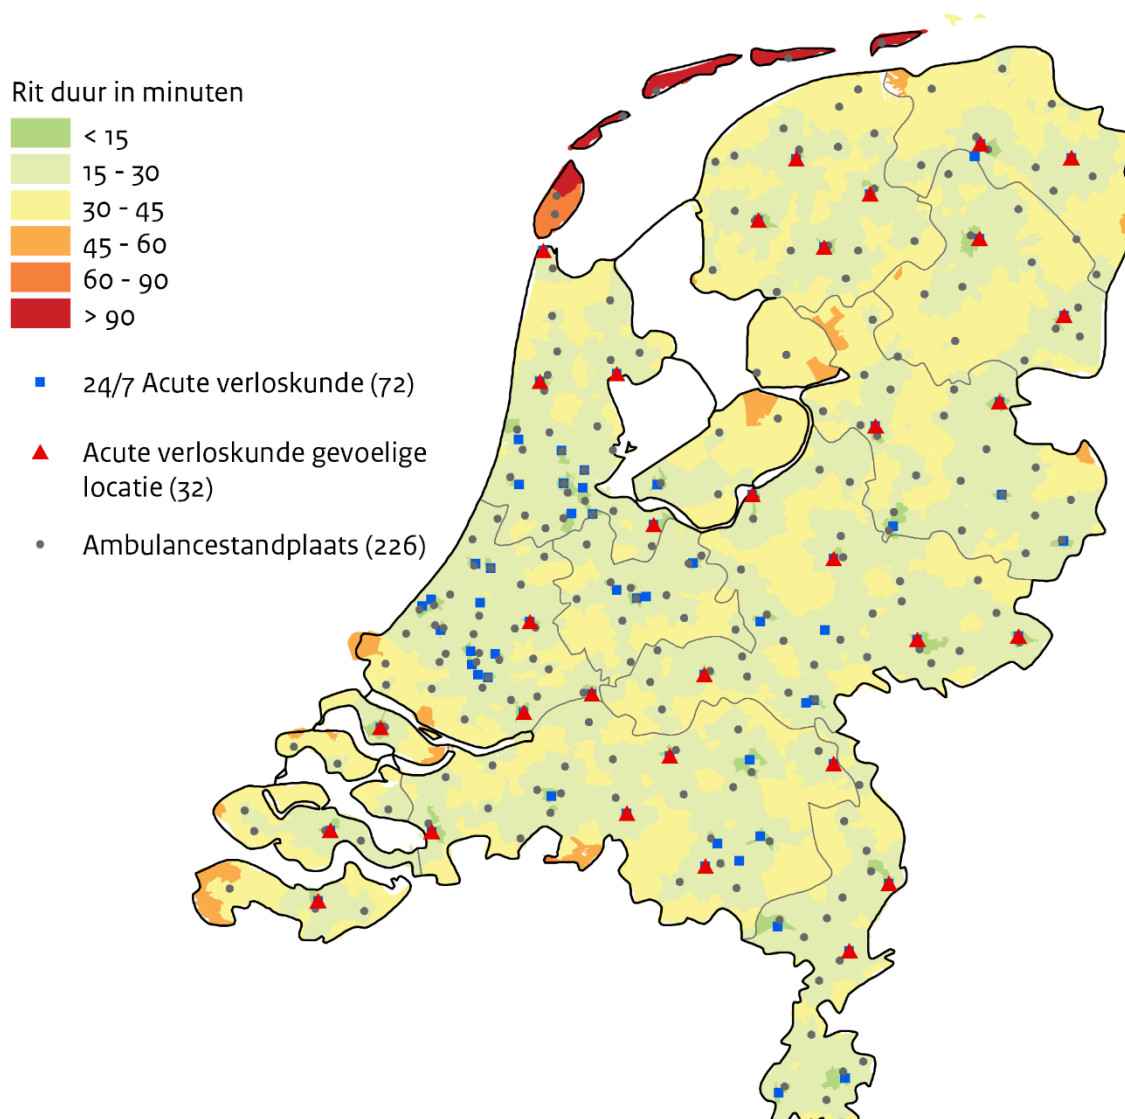 Rit duur in minuten
< 15
15 - 30
30 - 45
45 - 60
60 - 90
> 90
24/7 Acute verloskunde (72)
Acute verloskunde gevoelige
locatie (32)
Ambulancestandplaats (226)